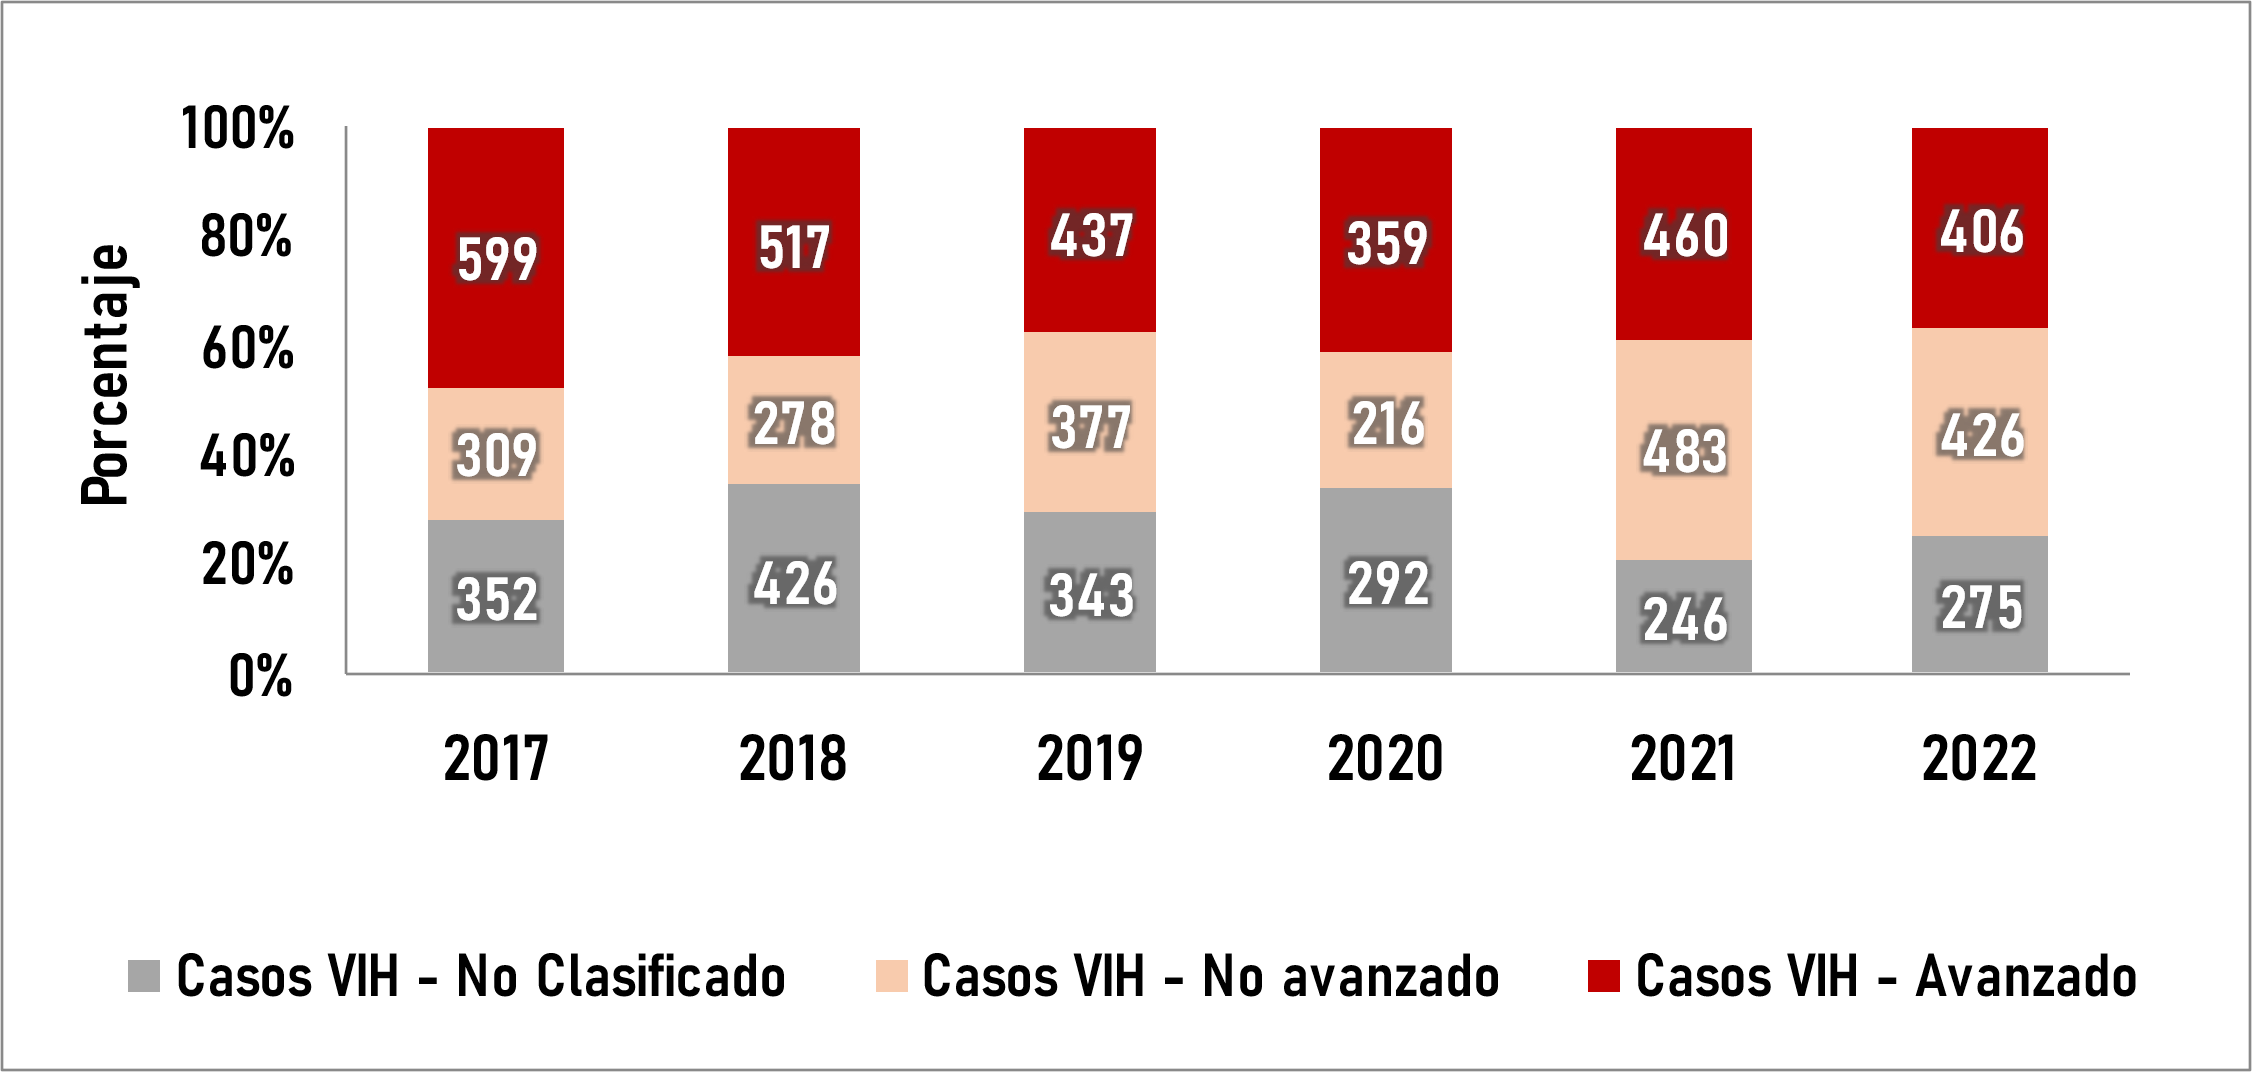 Porcentaje
100%
80%
60%
40%
20%
0%
599 517 437 359 460 406
309 278 377 216 483 426
352 426 343 292 246 275
2017 2018 2019 2020 2021 2022
Casos VIH - No Clasificado Casos VIH - No avanzado Casos VIH - Avanzado